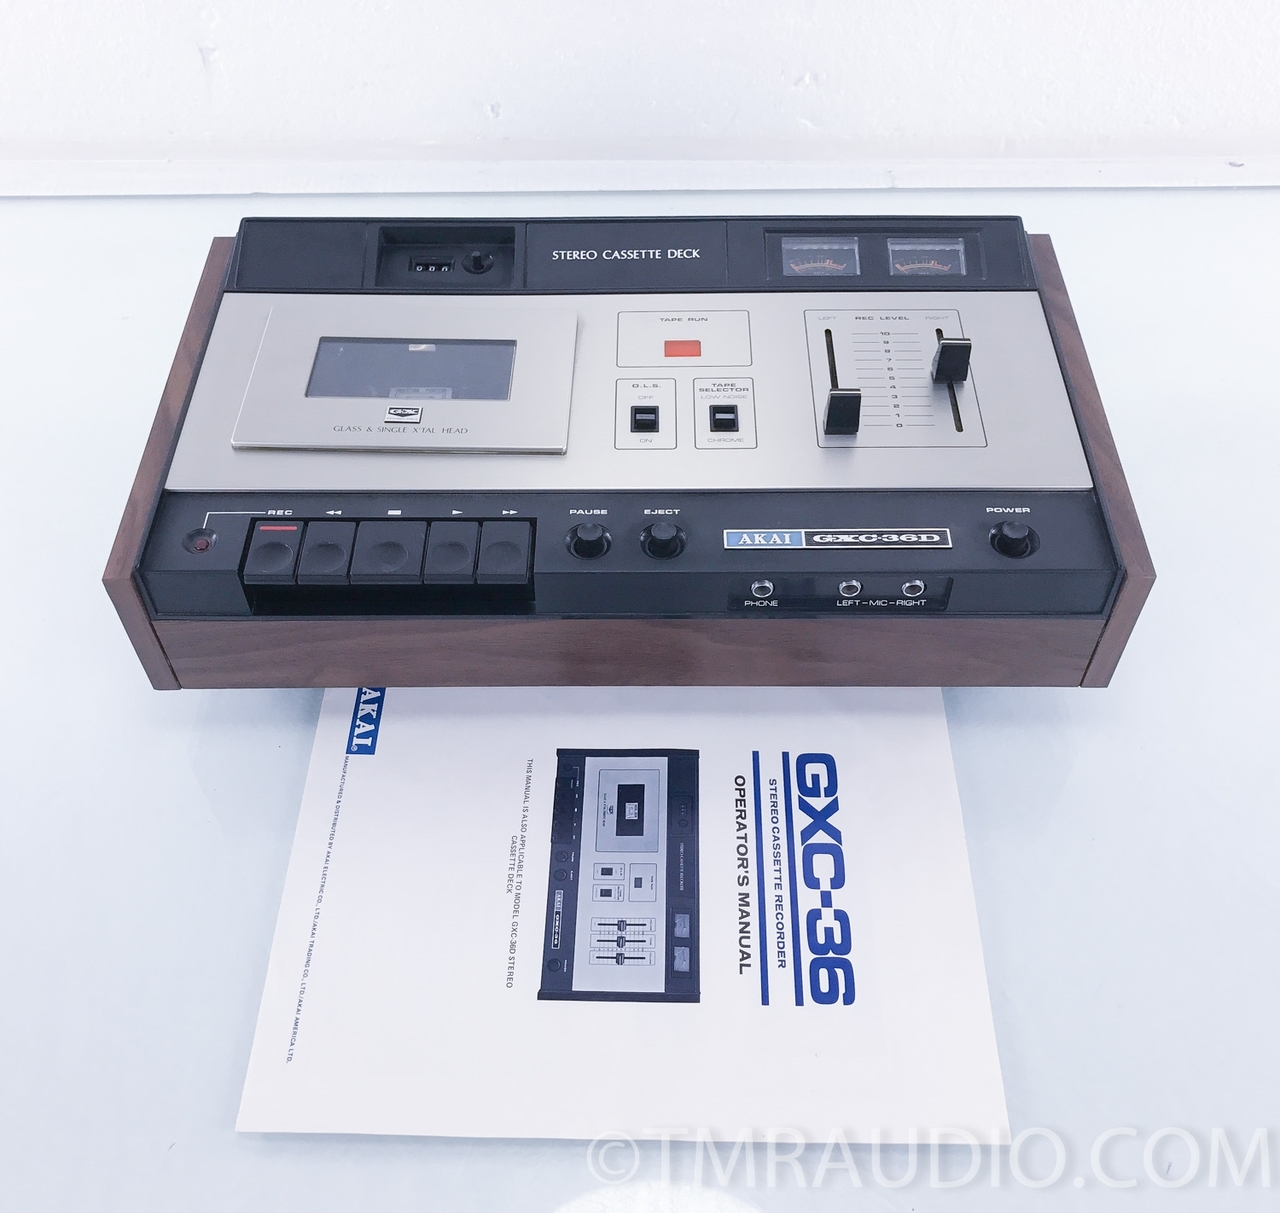 000
STEREO CASSETTE DECK
TAPE RUN
LEFT REC LEVEL RIGHT
10
9
8
7
6
5
4
3
2
1
0
O.L.S.
OFF
ON
TAPE SELECTOR
LOW NOISE
CHROME
GX
GLASS & SINGLE X'TAL HEAD
REC
PAUSE
EJECT
AKAI GXC-36D
POWER
PHONE
LEFT-MIC-RIGHT
AKAI®
MANUFACTURED & DISTRIBUTED BY AKAI ELECTRIC CO., LTD./AKAI TRADING CO., LTD./AKAI AMERICA LTD.
GXC-36
STEREO CASSETTE RECORDER
OPERATOR'S MANUAL
THIS MANUAL IS ALSO APPLICABLE TO MODEL GXC-36D STEREO
CASSETTE DECK
©TMRAUDIO.COM